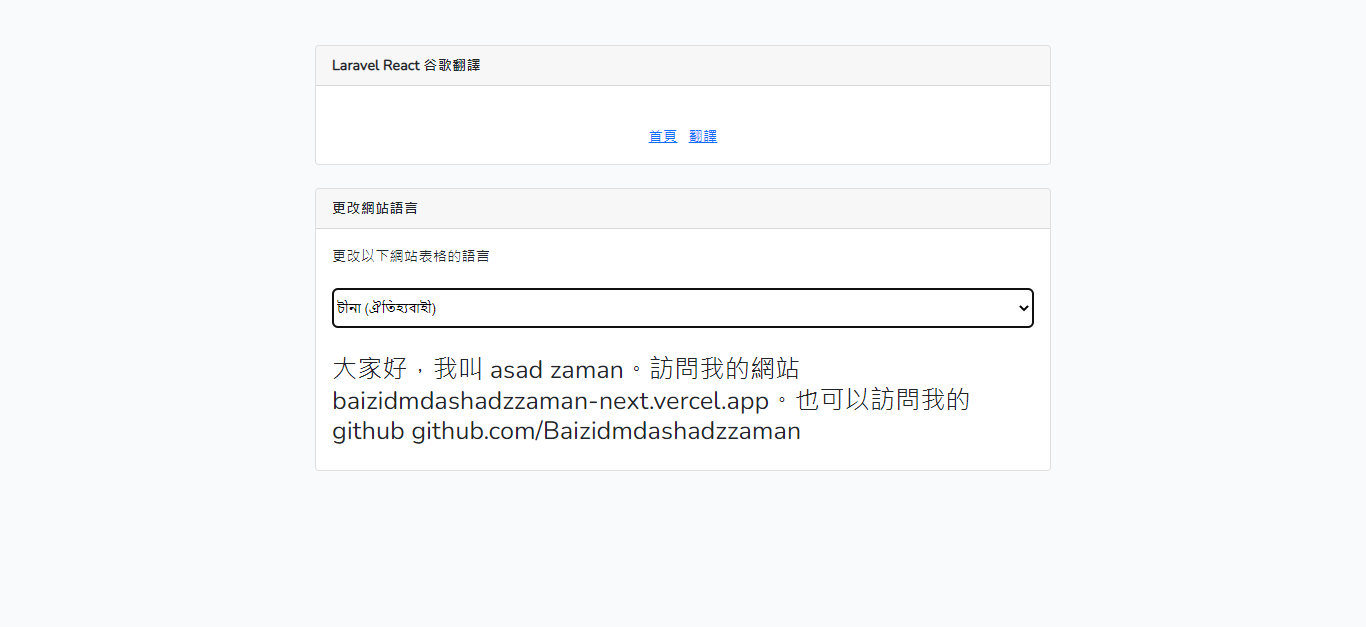 Laravel React 谷歌翻譯
首頁 翻譯
更改網站語言
更改以下網站表格的語言
চীনা (ঐতিহ্যবাহী)
大家好，我叫 asad zaman。訪問我的網站
baizidmdashadzzaman-next.vercel.app。也可以訪問我的
github github.com/Baizidmdashadzzaman